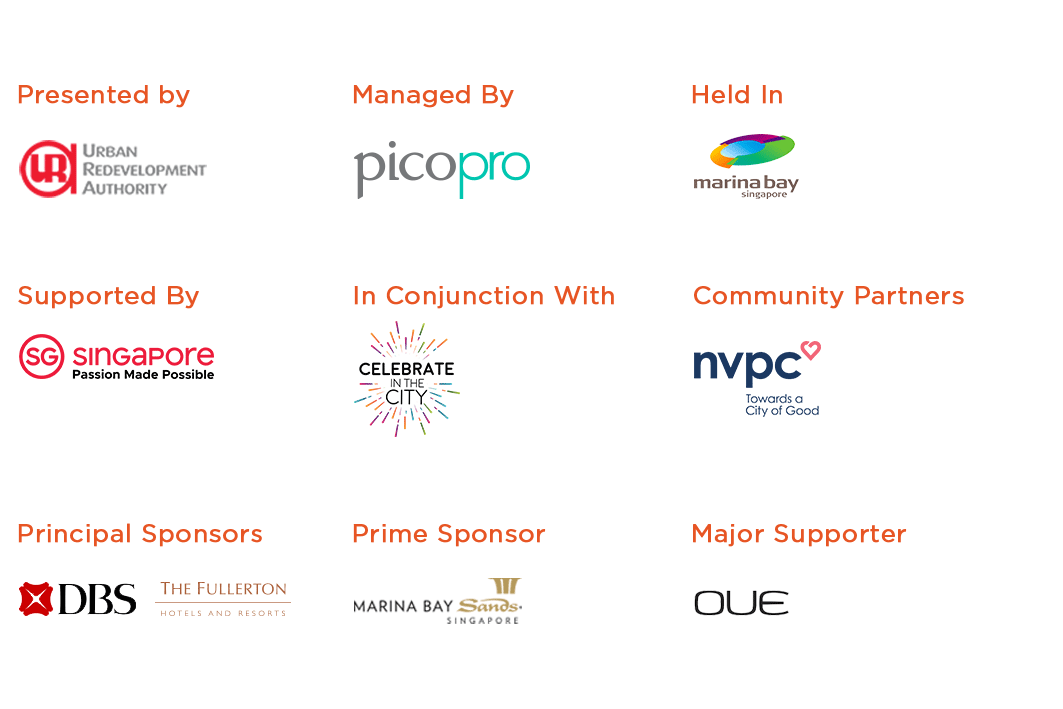 Presented by
Managed By
Held In
UR
URBAN
REDEVELOPMENT
AUTHORITY
picopro
marina bay
singapore
Supported By
In Conjunction With
Community Partners
SG
SINGAPORE
Passion Made Possible
CELEBRATE
IN THE
CITY
nvpc
Towards a
City of Good
Principal Sponsors
Prime Sponsor
Major Supporter
DBS
THE FULLERTON
HOTELS AND RESORTS
MARINA BAY Sands
SINGAPORE
OUE